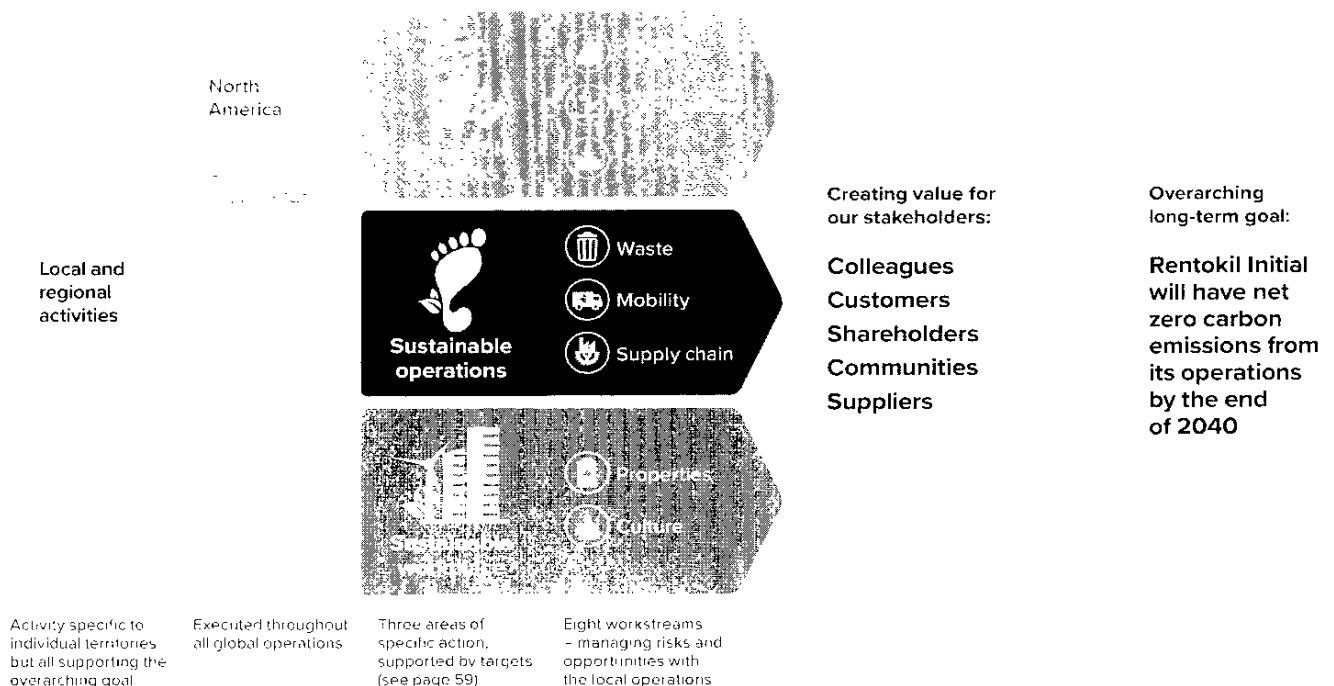 North
America
Local and
regional
activities
Sustainable
operations
Waste
Mobility
Supply chain
Properties
Culture
Sustainable
Creating value for
our stakeholders:
Colleagues
Customers
Shareholders
Communities
Suppliers
Overarching
long-term goal:
Rentokil Initial
will have net
zero carbon
emissions from
its operations
by the end
of 2040
Activity specific to
individual territories
but all supporting the
overarching goal
Executed throughout
all global operations
Three areas of
specific action,
supported by targets
(see page 59)
Eight workstreams
– managing risks and
opportunities with
the local operations